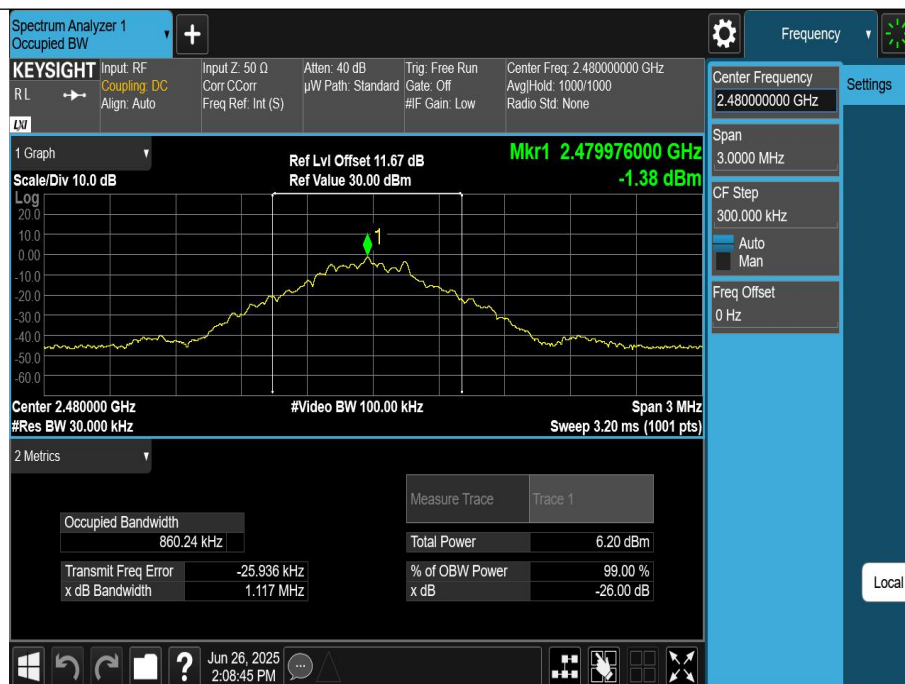 Spectrum Analyzer 1
Occupied BW
Frequency
KEYSIGHT
RL
LXI
Input: RF
Coupling: DC
Align: Auto
Input Z: 50 Ω
Corr CCorr
Freq Ref: Int (S)
Atten: 40 dB
µW Path: Standard
Trig: Free Run
Gate: Off
#IF Gain: Low
Center Freq: 2.480000000 GHz
Avg|Hold: 1000/1000
Radio Std: None
Center Frequency
2.480000000 GHz
Settings
Span
3.0000 MHz
CF Step
300.000 kHz
Auto
Man
Freq Offset
0 Hz
Local
1 Graph
Scale/Div 10.0 dB
Ref Lvl Offset 11.67 dB
Ref Value 30.00 dBm
Mkr1 2.479976000 GHz
-1.38 dBm
Log
20.0
10.0
0.00
-10.0
-20.0
-30.0
-40.0
-50.0
-60.0
1
Center 2.480000 GHz
#Res BW 30.000 kHz
#Video BW 100.00 kHz
Span 3 MHz
Sweep 3.20 ms (1001 pts)
2 Metrics
Measure Trace
Trace 1
Occupied Bandwidth
860.24 kHz
Total Power
6.20 dBm
Transmit Freq Error
-25.936 kHz
% of OBW Power
99.00 %
x dB Bandwidth
1.117 MHz
x dB
-26.00 dB
?
Jun 26, 2025
2:08:45 PM